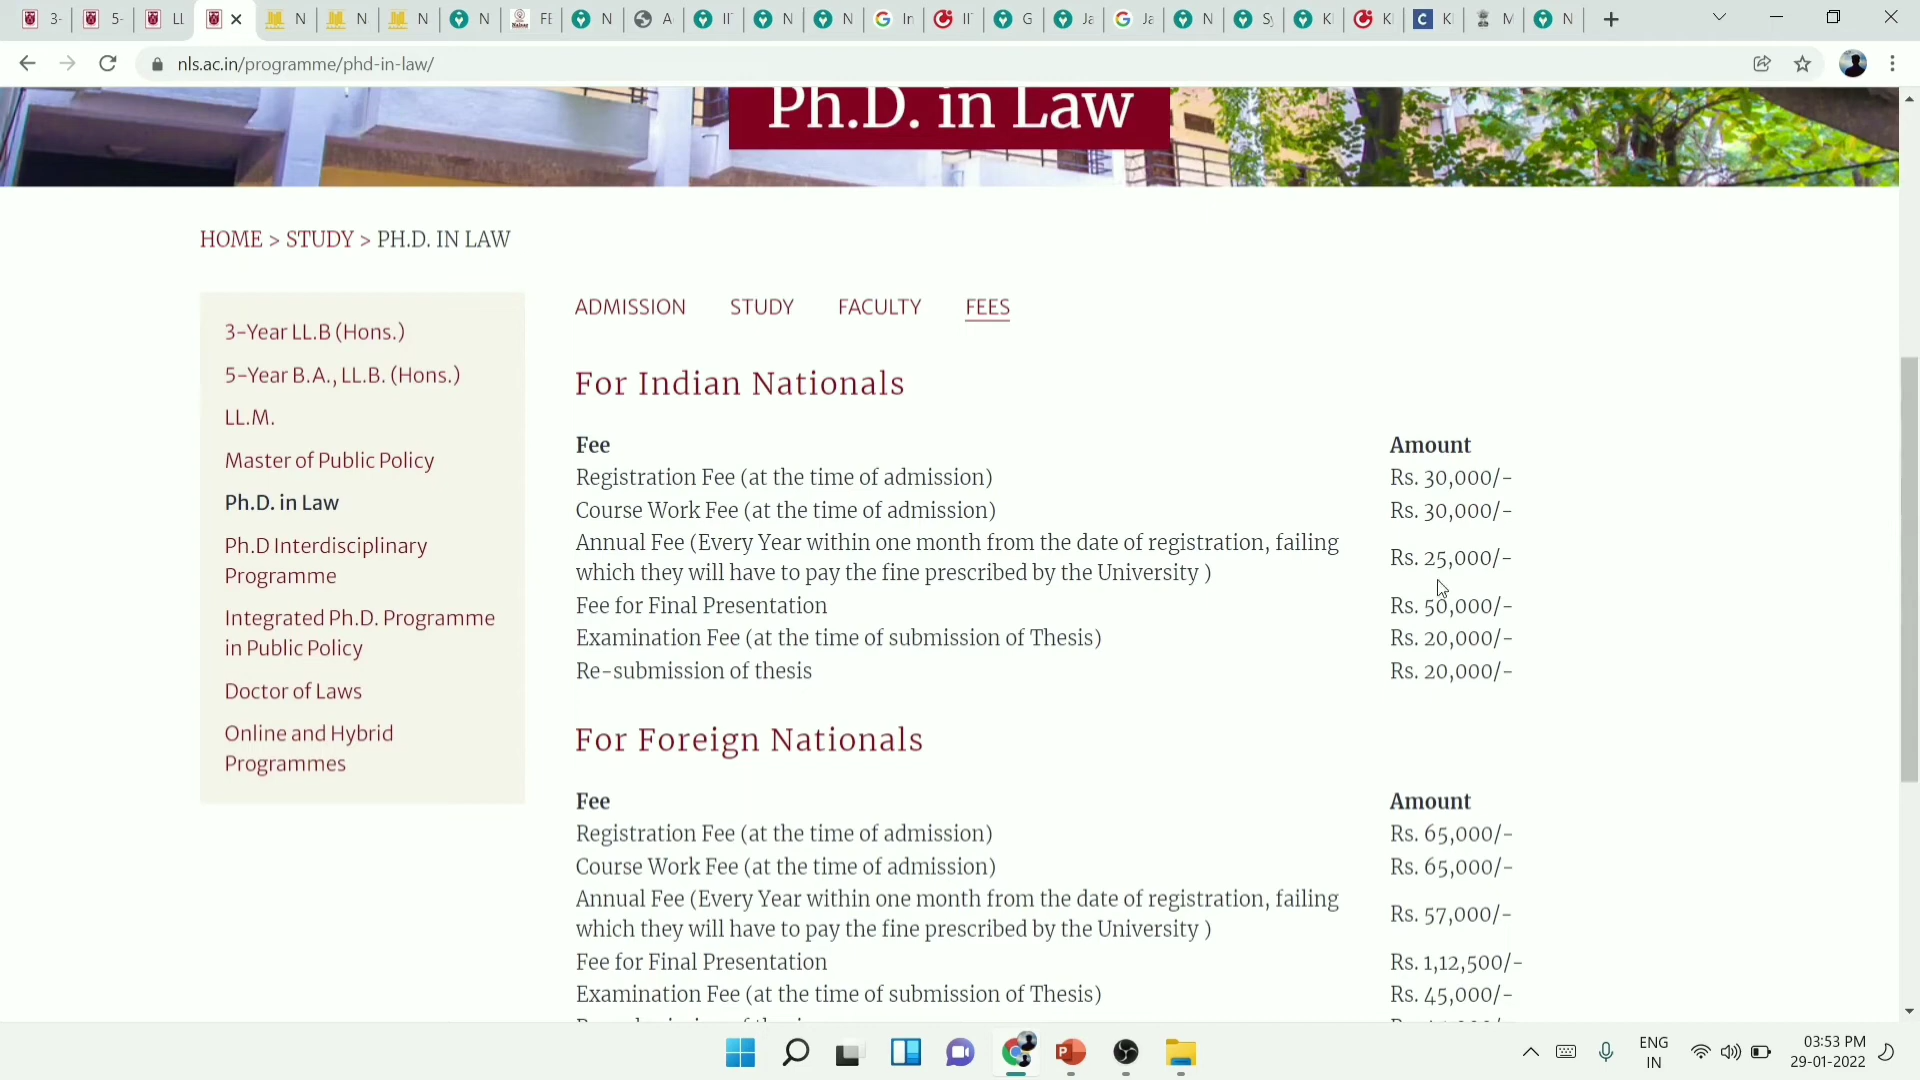 3-
5-
LL
N
N
N
N
FE
N
A
IT
N
N
In
IT
G
Ja
Ja
N
Sy
K
K
K
M
N
nls.ac.in/programme/phd-in-law/
Ph.D. in Law
HOME > STUDY > PH.D. IN LAW
3-Year LL.B (Hons.)
5-Year B.A., LL.B. (Hons.)
LL.M.
Master of Public Policy
Ph.D. in Law
Ph.D Interdisciplinary
Programme
Integrated Ph.D. Programme
in Public Policy
Doctor of Laws
Online and Hybrid
Programmes
ADMISSION STUDY FACULTY FEES
For Indian Nationals
Fee Amount
Registration Fee (at the time of admission) Rs. 30,000/-
Course Work Fee (at the time of admission) Rs. 30,000/-
Annual Fee (Every Year within one month from the date of registration, failing
which they will have to pay the fine prescribed by the University ) Rs. 25,000/-
Fee for Final Presentation Rs. 50,000/-
Examination Fee (at the time of submission of Thesis) Rs. 20,000/-
Re-submission of thesis Rs. 20,000/-
For Foreign Nationals
Fee Amount
Registration Fee (at the time of admission) Rs. 65,000/-
Course Work Fee (at the time of admission) Rs. 65,000/-
Annual Fee (Every Year within one month from the date of registration, failing
which they will have to pay the fine prescribed by the University ) Rs. 57,000/-
Fee for Final Presentation Rs. 1,12,500/-
Examination Fee (at the time of submission of Thesis) Rs. 45,000/-
ENG
IN
03:53 PM
29-01-2022